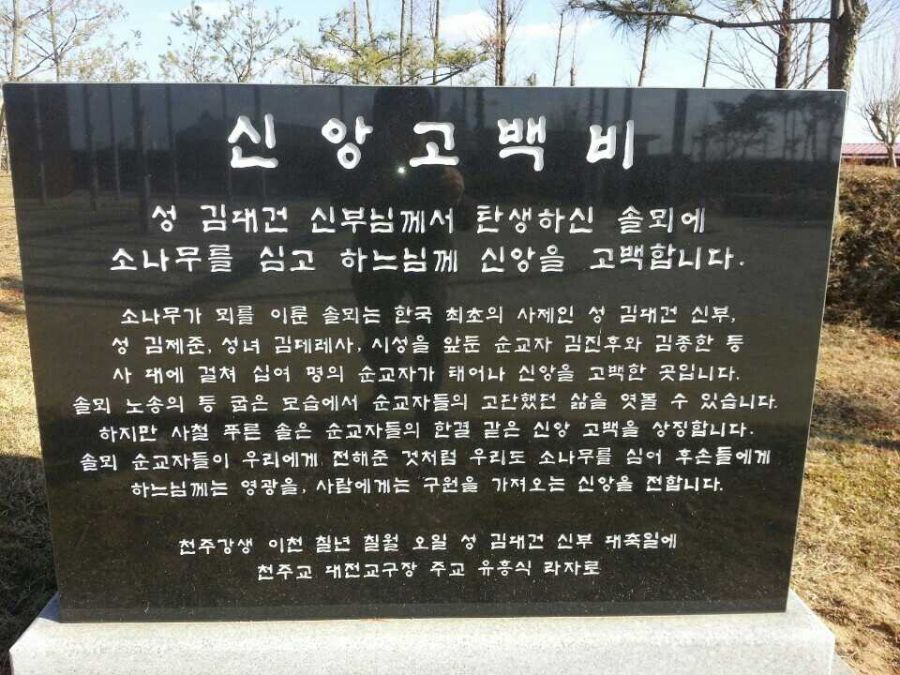 신앙고백비
성 김대건 신부님께서 탄생하신 솔뫼에
소나무를 심고 하느님께 신앙을 고백합니다.
소나무가 뫼를 이룬 솔뫼는 한국 최초의 사제인 성 김대건 신부,
성 김제준, 성녀 김데레사, 시성을 앞둔 순교자 김진후와 김종한 등
사 대에 걸쳐 십여 명의 순교자가 태어나 신앙을 고백한 곳입니다.
솔뫼 노송의 등 굽은 모습에서 순교자들의 고단했던 삶을 엿볼 수 있습니다.
하지만 사철 푸른 솔은 순교자들의 한결 같은 신앙 고백을 상징합니다.
솔뫼 순교자들이 우리에게 전해준 것처럼 우리도 소나무를 심어 후손들에게
하느님께는 영광을, 사람에게는 구원을 가져오는 신앙을 전합니다.
천주강생 이천 칠년 칠월 오일 성 김대건 신부 대축일에
천주교 대전교구장 주교 유흥식 라자로